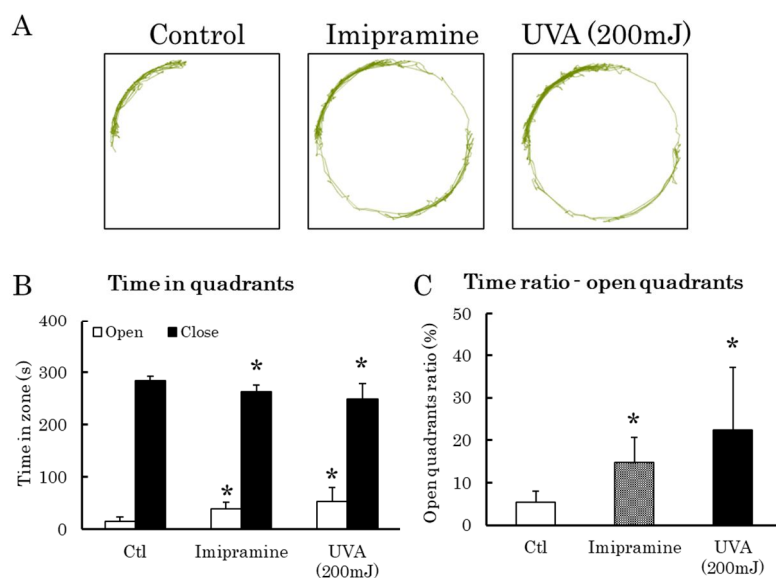 A
Control Imipramine UVA (200mJ)
B Time in quadrants
Open Close
Time in zone (s)
400
300
200
100
0
*
*
*
*
Ctl Imipramine UVA
(200mJ)
C Time ratio - open quadrants
Open quadrants ratio (%)
50
40
30
20
10
0
*
*
Ctl Imipramine UVA
(200mJ)